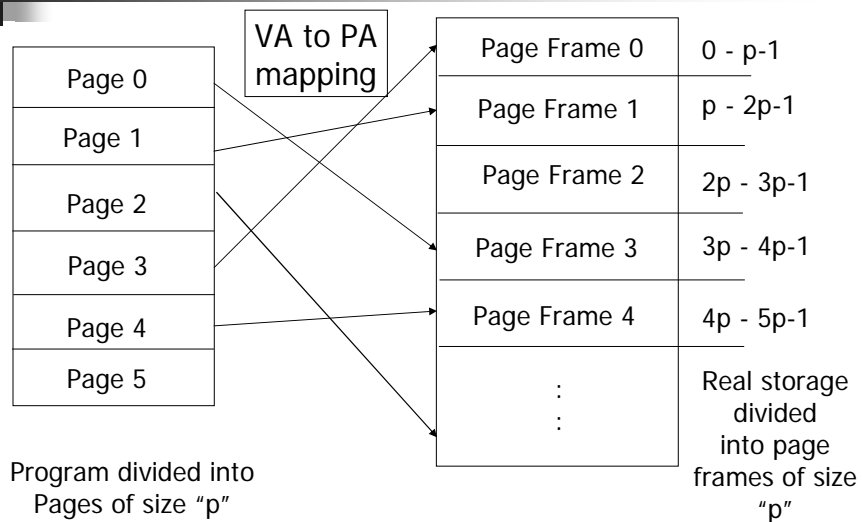 VA to PA
mapping
Page 0
Page 1
Page 2
Page 3
Page 4
Page 5
Program divided into
Pages of size “p”
Page Frame 0 0 - p-1
Page Frame 1 p - 2p-1
Page Frame 2 2p - 3p-1
Page Frame 3 3p - 4p-1
Page Frame 4 4p - 5p-1
:
:
Real storage
divided
into page
frames of size
“p”